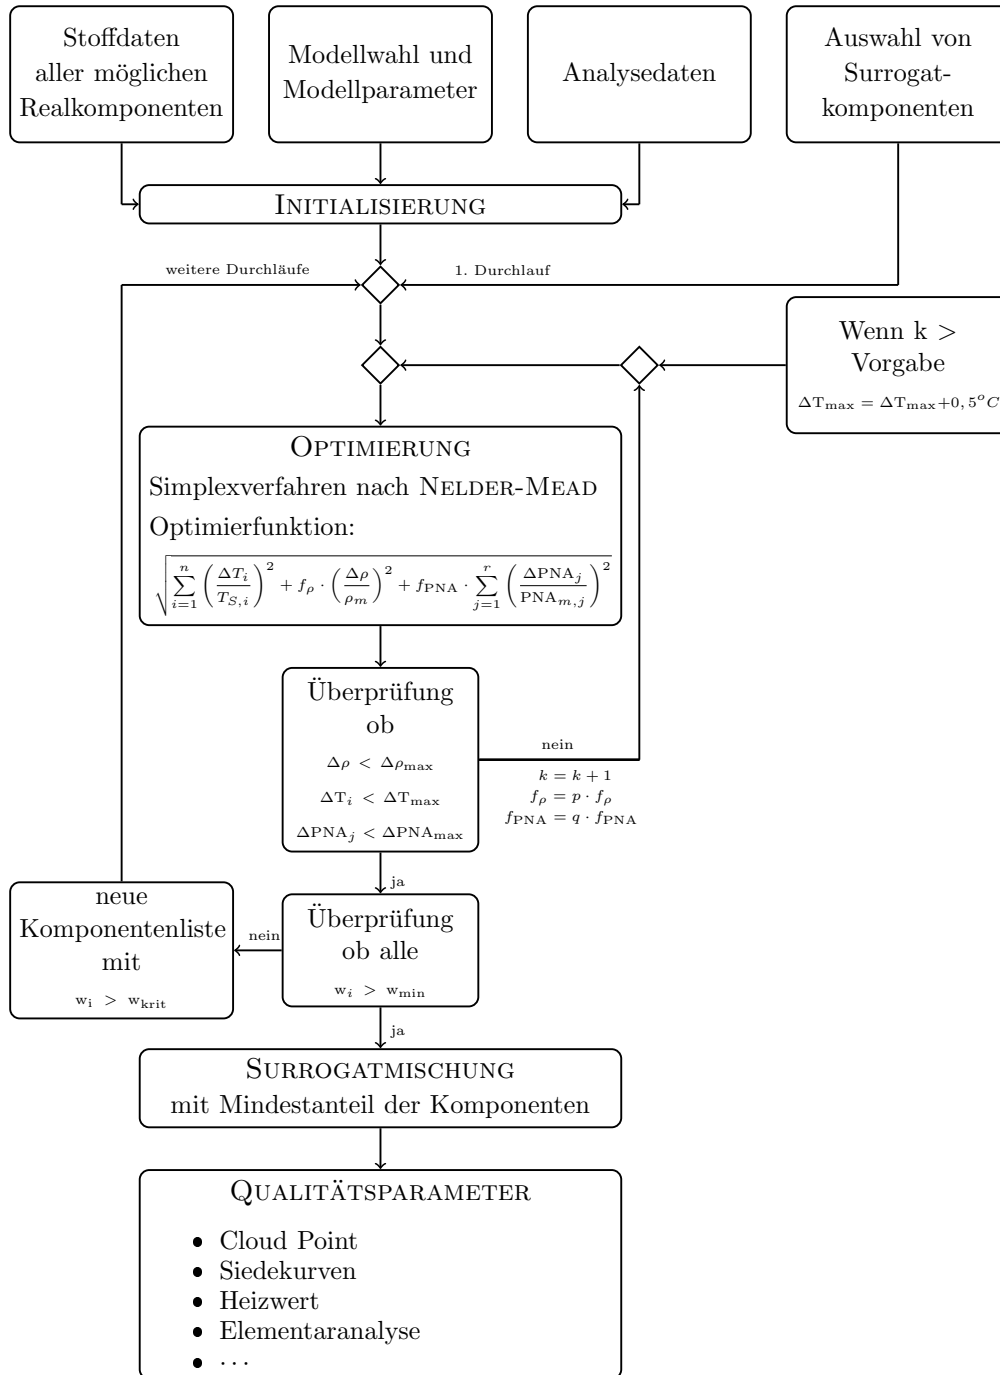 Stoffdaten
aller möglichen
Realkomponenten
Modellwahl und
Modellparameter
Analysedaten
Auswahl von
Surrogat-
komponenten
INITIALISIERUNG
weitere Durchläufe
1. Durchlauf
Wenn k >
Vorgabe
ΔT_max = ΔT_max+0,5°C
OPTIMIERUNG
Simplexverfahren nach NELDER-MEAD
Optimierfunktion:
√(∑_{i=1}^{n} (ΔT_i/T_{S,i})² + f_ρ · (Δρ/ρ_m)² + f_PNA · ∑_{j=1}^{r} (ΔPNA_j/PNA_{m,j})²)
Überprüfung
ob
Δρ < Δρ_max
ΔT_i < ΔT_max
ΔPNA_j < ΔPNA_max
nein
k = k + 1
f_ρ = p · f_ρ
f_PNA = q · f_PNA
ja
neue
Komponentenliste
mit
w_i > w_krit
nein
Überprüfung
ob alle
w_i > w_min
ja
SURROGATMISCHUNG
mit Mindestanteil der Komponenten
QUALITÄTSPARAMETER
• Cloud Point
• Siedekurven
• Heizwert
• Elementaranalyse
• ···